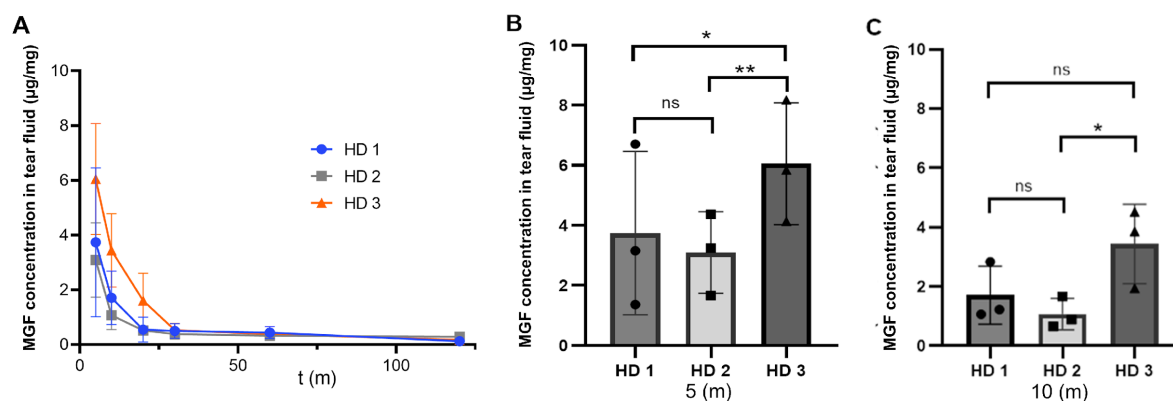 A
MGF concentration in tear fluid (µg/mg)
10
8
6
4
2
0
0
50
100
t (m)
HD 1
HD 2
HD 3
B
MGF concentration in tear fluid (µg/mg)
10
8
6
4
2
0
*
**
ns
HD 1
HD 2
HD 3
5 (m)
C
MGF concentration in tear fluid (µg/mg)
10
8
6
4
2
0
ns
*
ns
HD 1
HD 2
HD 3
10 (m)